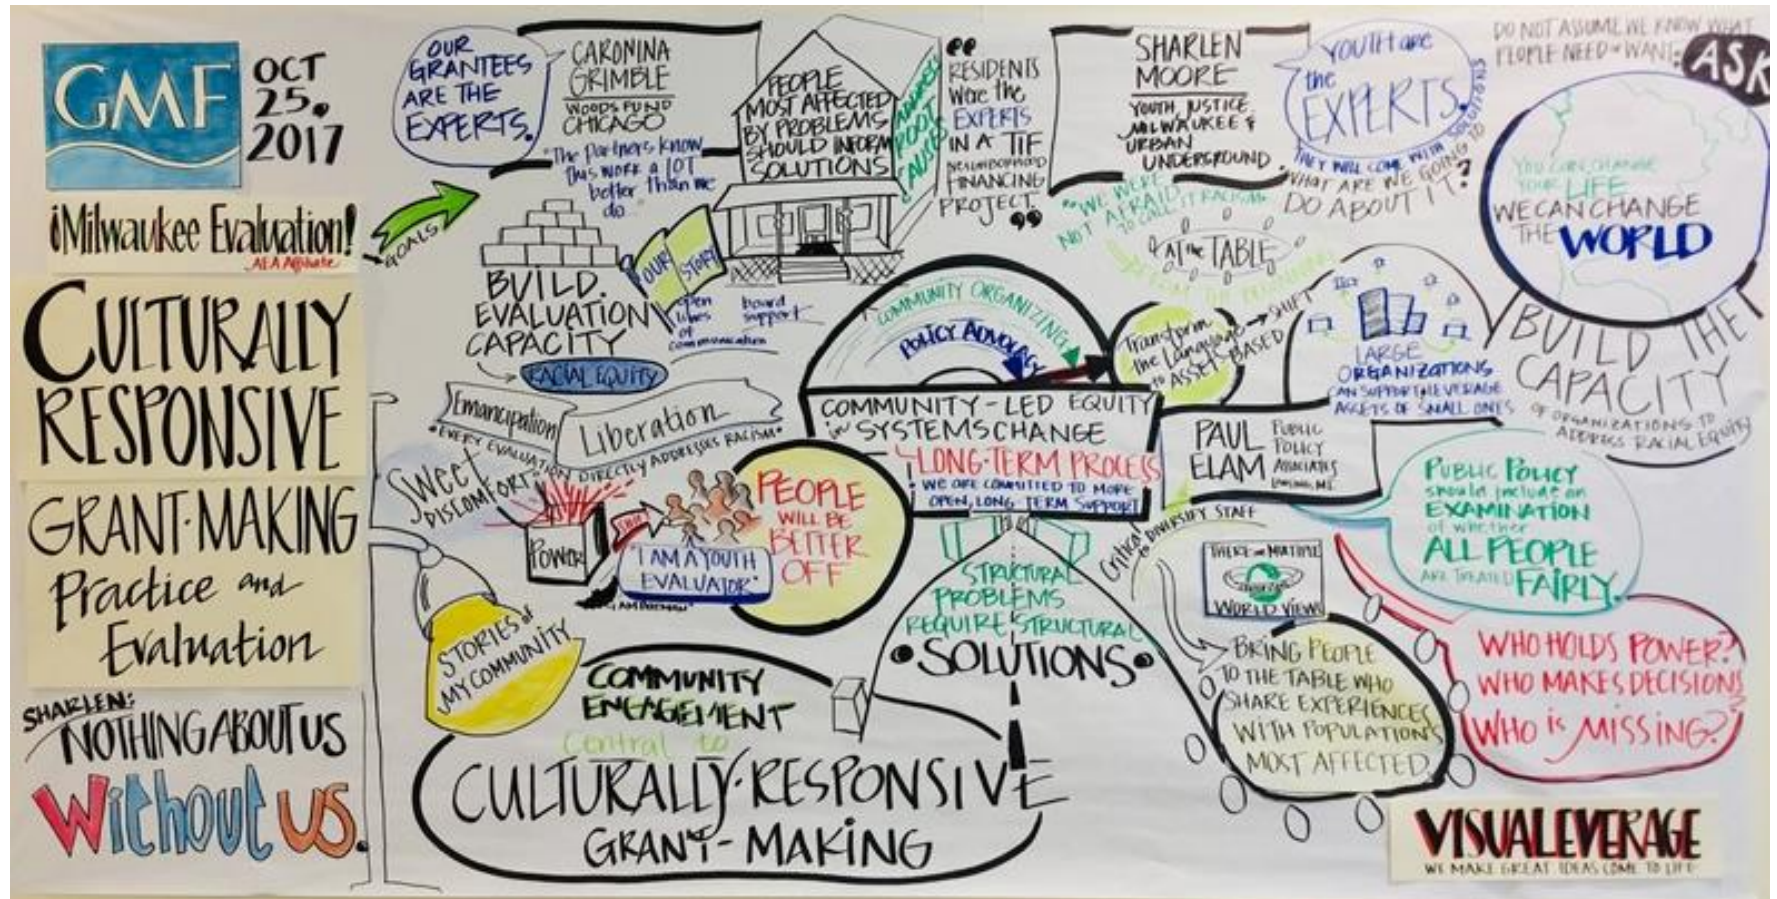 GMF
OCT
25.
2017
¡Milwaukee Evaluation!
AEA Affiliate
CULTURALLY
RESPONSIVE
GRANT-MAKING
Practice and
Evaluation
SHARLEN:
NOTHING ABOUT US
Without us.
GOALS
OUR
GRANTEES
ARE THE
EXPERTS.
CARONINA
GRIMBLE
WOODS FUND
CHICAGO
"The partners know
this work a lot
better than me
do..."
PEOPLE
MOST AFFECTED
BY PROBLEMS
SHOULD INFORM
SOLUTIONS
ADDRESS
ROOT
CAUSES
"RESIDENTS
were the
EXPERTS
IN A TIF
NEIGHBORHOOD
FINANCING
PROJECT."
BUILD
EVALUATION
CAPACITY
OUR STORY
open
lines
of
communication
board
support
RACIAL EQUITY
Emancipation
Liberation
•EVERY EVALUATION DIRECTLY ADDRESSES RACISM•
SWEET
DISCOMFORT
POWER
SHIFT
"I AM A YOUTH
EVALUATOR"
PEOPLE
WILL BE
BETTER
OFF
STORIES of
MY COMMUNITY
COMMUNITY
ENGAGEMENT
Central to
CULTURALLY-RESPONSIVE
GRANT-MAKING
COMMUNITY ORGANIZING
POLICY ADVOCACY
COMMUNITY-LED EQUITY
in SYSTEMS CHANGE
LONG-TERM PROCESS
WE ARE COMMITTED TO MORE
OPEN, LONG TERM SUPPORT
STRUCTURAL
PROBLEMS
REQUIRE STRUCTURAL
•SOLUTIONS•
SHARLEN
MOORE
YOUTH JUSTICE
MILWAUKEE &
URBAN
UNDERGROUND
YOUTH are
the
EXPERTS.
THEY WILL COME WITH SOLUTIONS
"WHAT ARE WE GOING TO
DO ABOUT IT?
"WE WERE
AFRAID
NOT TO CALL IT RACISM
AT the TABLE
FROM THE BEGINNING
Transform
the Language → SHIFT
to ASSETS-BASED
LARGE
ORGANIZATIONS
CAN SUPPORT & LEVERAGE
ASSETS OF SMALL ONES
DO NOT ASSUME WE KNOW WHAT
PEOPLE NEED or WANT:
ASK
YOU CAN CHANGE
YOUR LIFE
WE CAN CHANGE
THE WORLD
BUILD THE
CAPACITY
OF ORGANIZATIONS TO
ADDRESS RACIAL EQUITY
PAUL
ELAM
PUBLIC
POLICY
ASSOCIATES
LANSING, MI
PUBLIC POLICY
should include an
EXAMINATION
of whether
ALL PEOPLE
ARE TREATED FAIRLY.
Critical to DIVERSIFY STAFF
THERE are MULTIPLE
WORLD VIEWS
BRING PEOPLE
TO THE TABLE WHO
SHARE EXPERIENCES
WITH POPULATIONS
MOST AFFECTED
WHO HOLDS POWER?
WHO MAKES DECISIONS?
WHO is MISSING?
VISUALEVERAGE
WE MAKE GREAT IDEAS COME TO LIFE